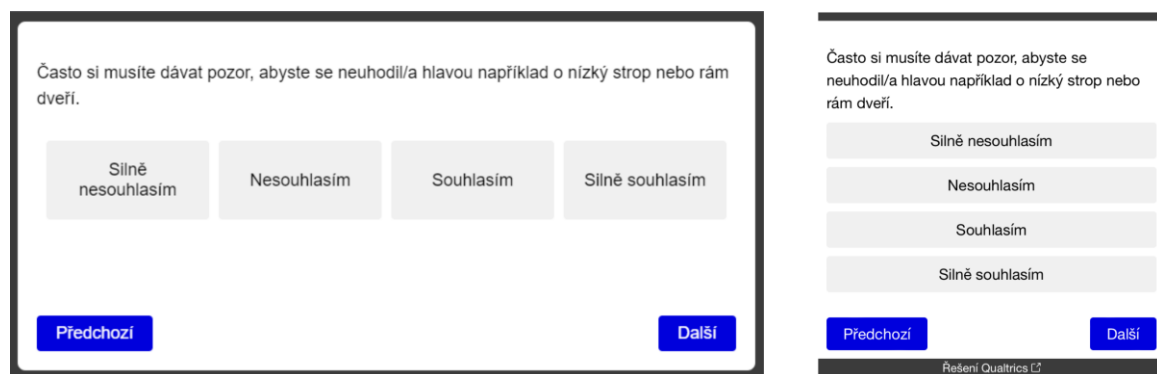 Často si musíte dávat pozor, abyste se neuhodil/a hlavou například o nízký strop nebo rám
dveří.
Silně
nesouhlasím
Nesouhlasím
Souhlasím
Silně souhlasím
Předchozí
Další
Často si musíte dávat pozor, abyste se
neuhodil/a hlavou například o nízký strop nebo
rám dveří.
Silně nesouhlasím
Nesouhlasím
Souhlasím
Silně souhlasím
Předchozí
Další
Řešení Qualtrics